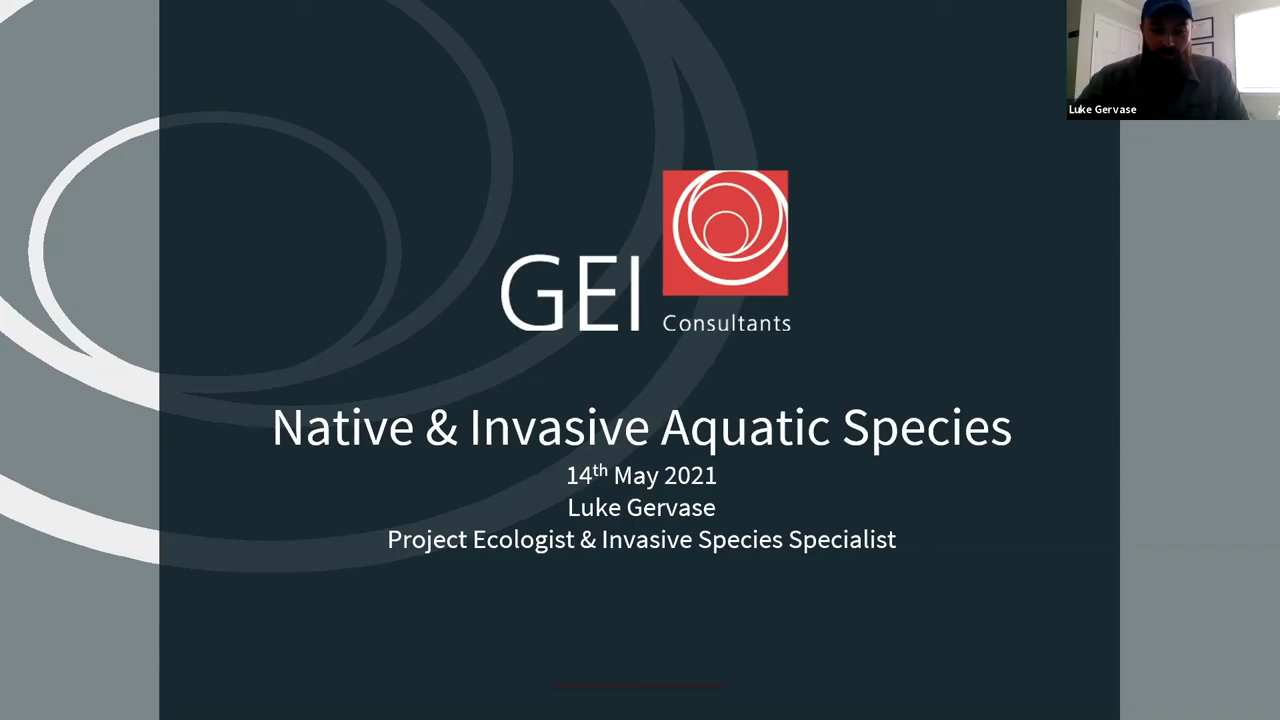 Luke Gervase
GEI
Consultants
Native & Invasive Aquatic Species
14th May 2021
Luke Gervase
Project Ecologist & Invasive Species Specialist